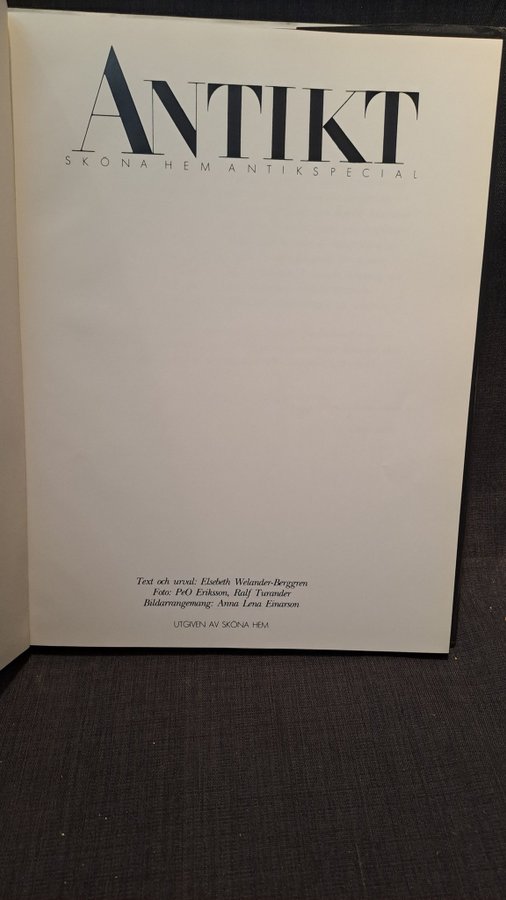 ANTIKT
SKÖNA HEM ANTIKSPECIAL
Text och urval: Elsebeth Welander-Berggren
Foto: PeO Eriksson, Ralf Turander
Bildarrangemang: Anna Lena Einarson
UTGIVEN AV SKÖNA HEM